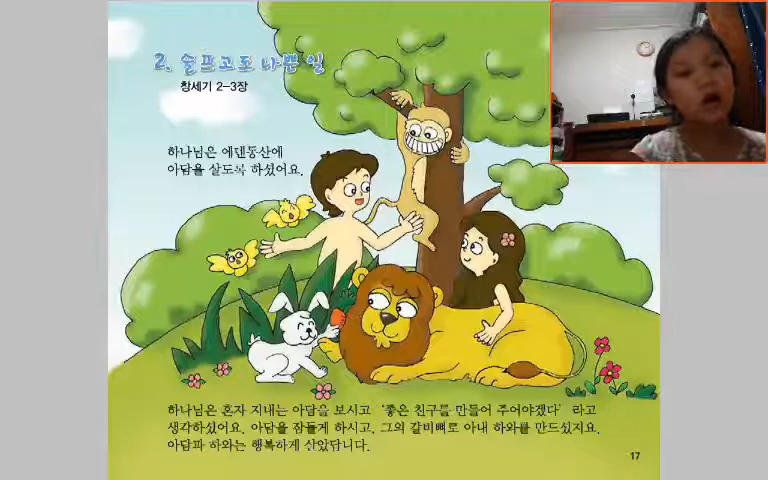 2. 슬프고도 나쁜 일
창세기 2-3장
하나님은 에덴동산에
아담을 살도록 하셨어요.
하나님은 혼자 지내는 아담을 보시고 '좋은 친구를 만들어 주어야겠다' 라고
생각하셨어요. 아담을 잠들게 하시고, 그의 갈비뼈로 아내 하와를 만드셨지요.
아담과 하와는 행복하게 살았답니다.
17